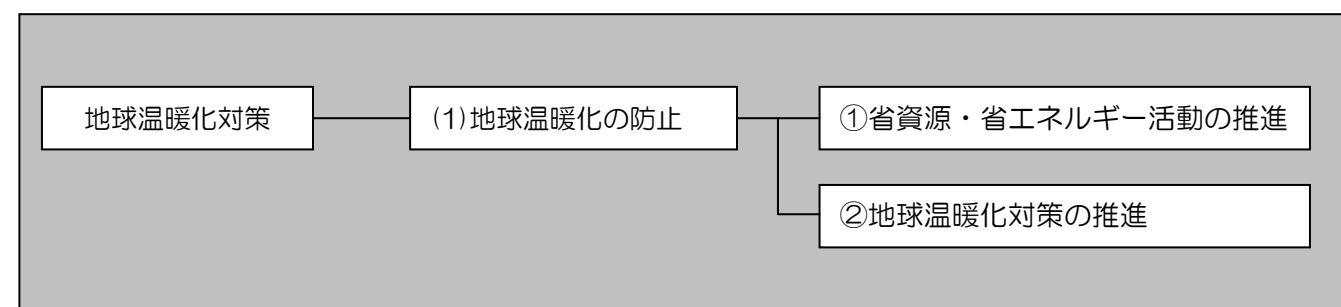 地球温暖化対策
(1)地球温暖化の防止
①省資源・省エネルギー活動の推進
②地球温暖化対策の推進